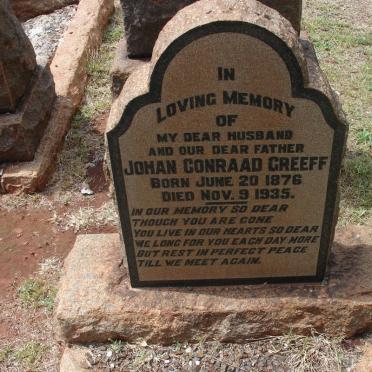 IN
LOVING MEMORY
OF
MY DEAR HUSBAND
AND OUR DEAR FATHER
JOHAN CONRAAD GREEFF
BORN JUNE 20 1876
DIED NOV. 9 1935.
IN OUR MEMORY SO DEAR
THOUGH YOU ARE GONE
YOU LIVE IN OUR HEARTS SO DEAR
WE LONG FOR YOU EACH DAY MORE
BUT REST IN PERFECT PEACE
TILL WE MEET AGAIN.